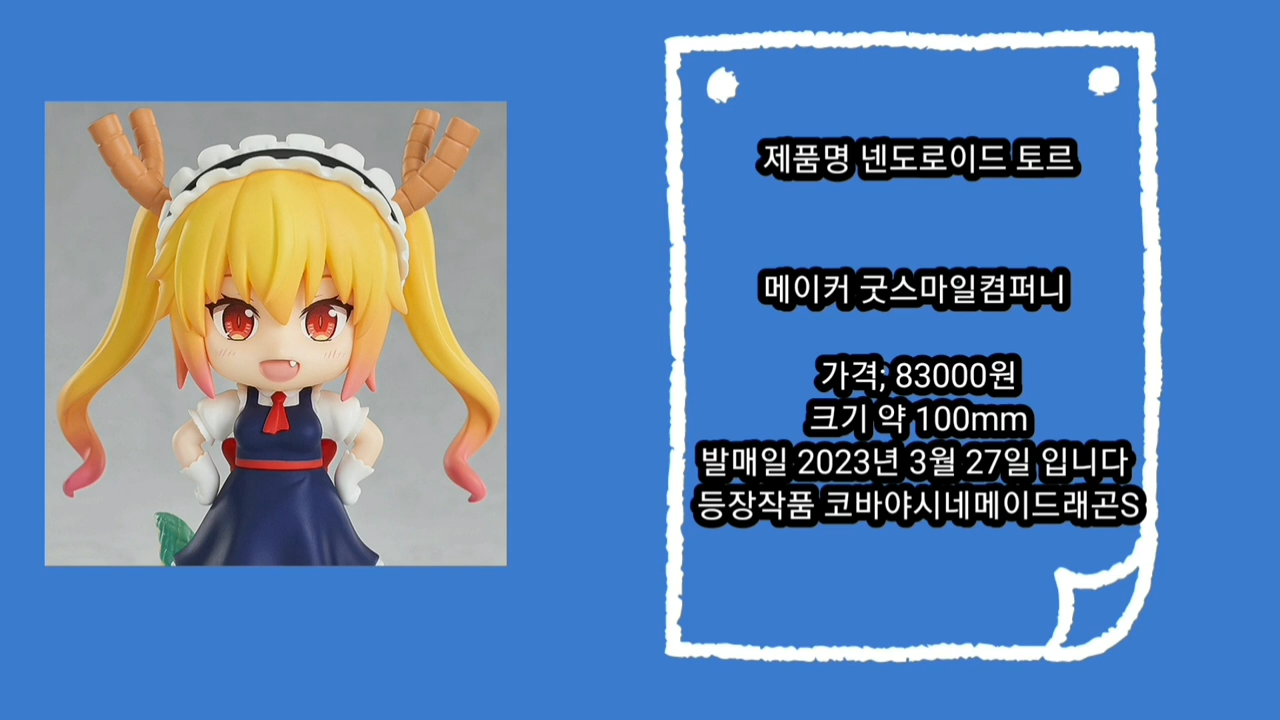 제품명 넨도로이드 토르
메이커 굿스마일켬퍼니
가격; 83000원
크기 약 100mm
발매일 2023년 3월 27일 입니다
등장작품 코바야시네메이드래곤S